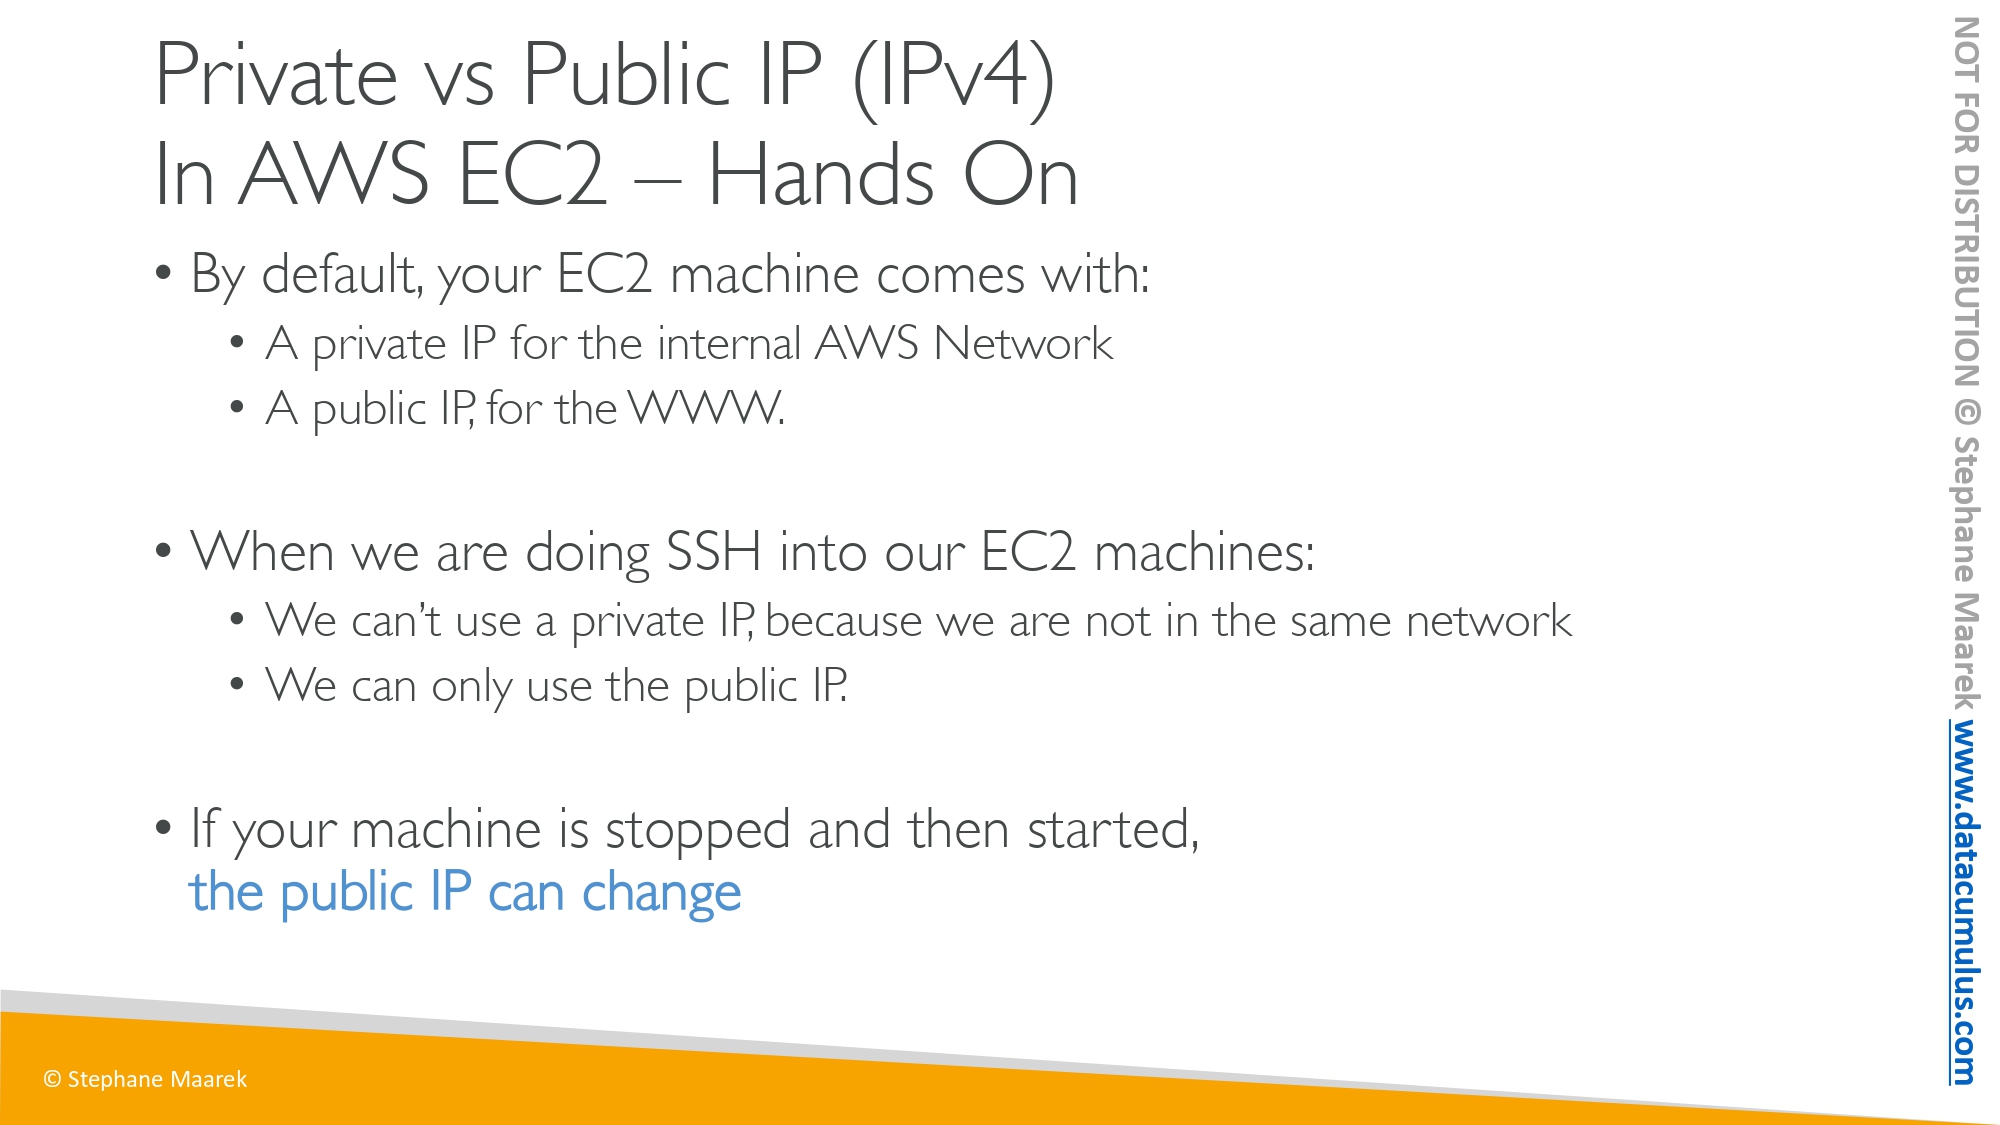 Private vs Public IP (IPv4)
In AWS EC2 – Hands On
• By default, your EC2 machine comes with:
• A private IP for the internal AWS Network
• A public IP, for the WWW.
• When we are doing SSH into our EC2 machines:
• We can’t use a private IP, because we are not in the same network
• We can only use the public IP.
• If your machine is stopped and then started,
the public IP can change
© Stephane Maarek
NOT FOR DISTRIBUTION © Stephane Maarek www.datacumulus.com